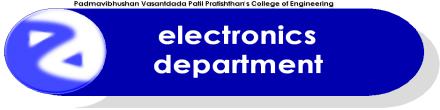 Padmavibhushan Vasantdada Patil Pratishthan's College of Engineering
electronics
department